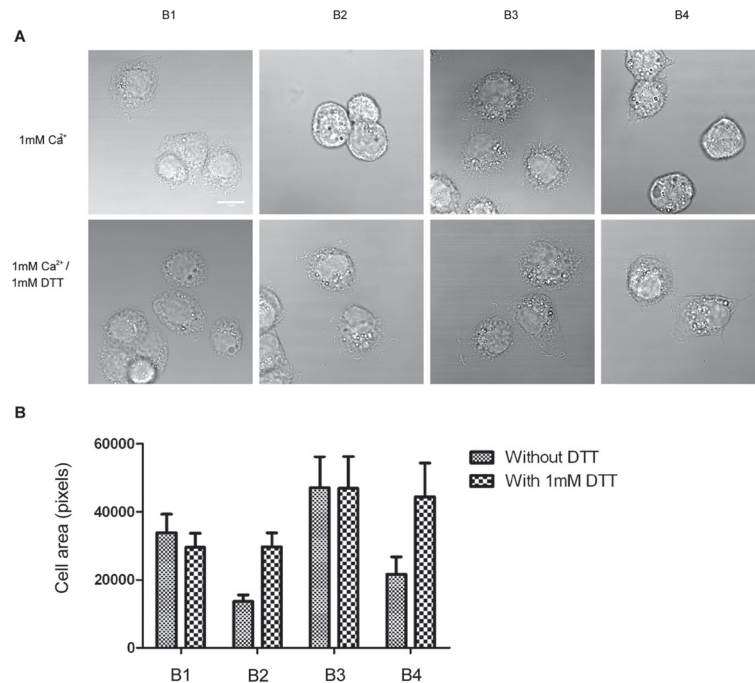 B1 B2 B3 B4
A
1mM Ca²⁺
1mM Ca²⁺ /
1mM DTT
B
Cell area (pixels)
60000
40000
20000
0
Without DTT
With 1mM DTT
B1 B2 B3 B4